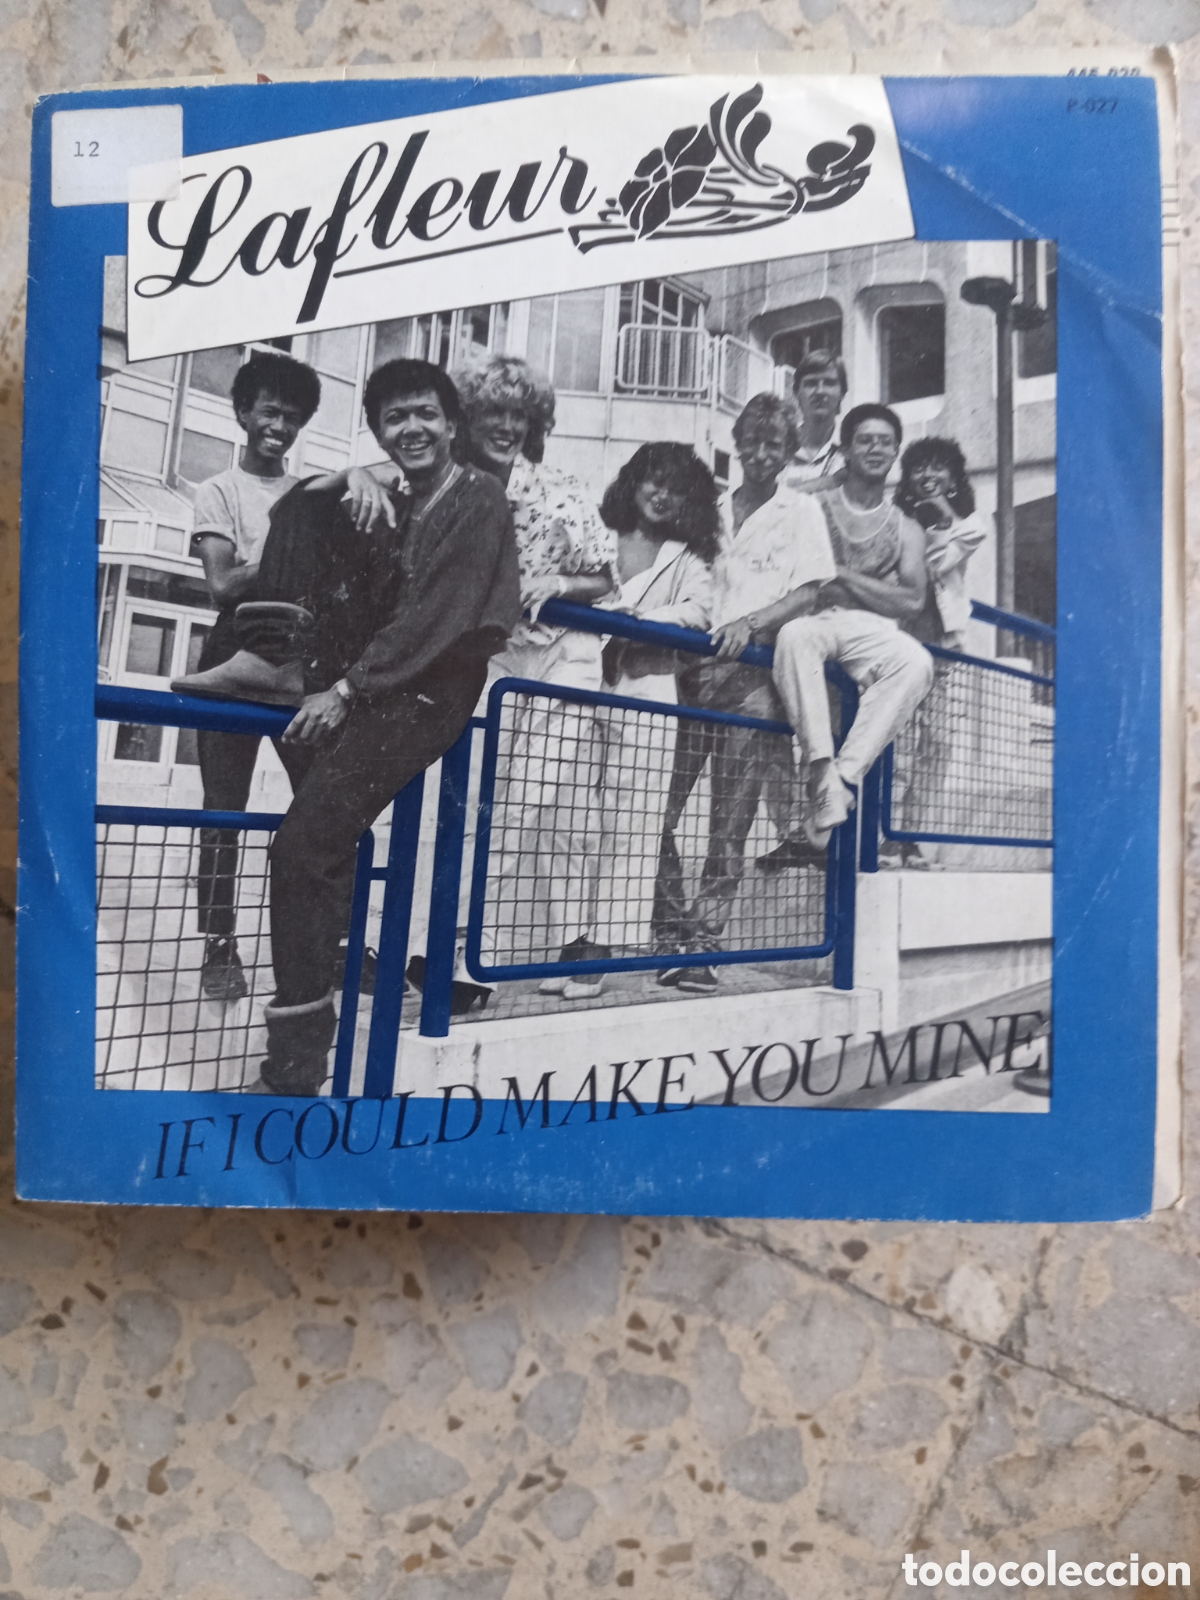 12
Lafleur
P-027
IF I COULD MAKE YOU MINE
todocoleccion